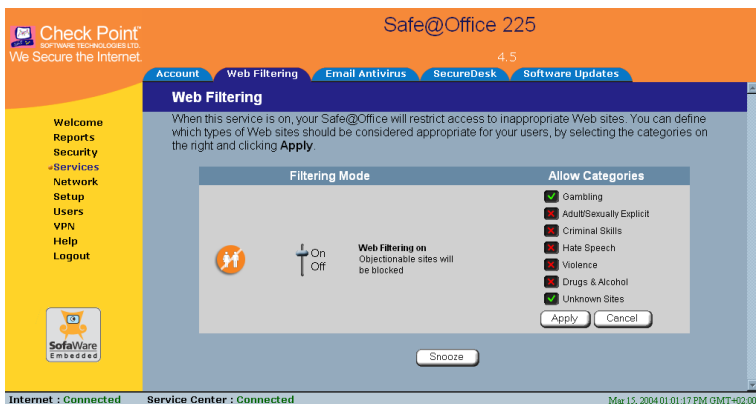 Check Point™
SOFTWARE TECHNOLOGIES LTD.
We Secure the Internet.
Safe@Office 225
4.5
Account
Web Filtering
Email Antivirus
SecureDesk
Software Updates
Web Filtering
Welcome
Reports
Security
Services
Network
Setup
Users
VPN
Help
Logout
When this service is on, your Safe@Office will restrict access to inappropriate Web sites. You can define
which types of Web sites should be considered appropriate for your users, by selecting the categories on
the right and clicking Apply.
Filtering Mode
On
Off
Web Filtering on
Objectionable sites will
be blocked
Allow Categories
Gambling
Adult/Sexually Explicit
Criminal Skills
Hate Speech
Violence
Drugs & Alcohol
Unknown Sites
Apply
Cancel
Snooze
SofaWare
Embedded
Internet : Connected
Service Center : Connected
Mar 15, 2004 01:01:17 PM GMT+02:00